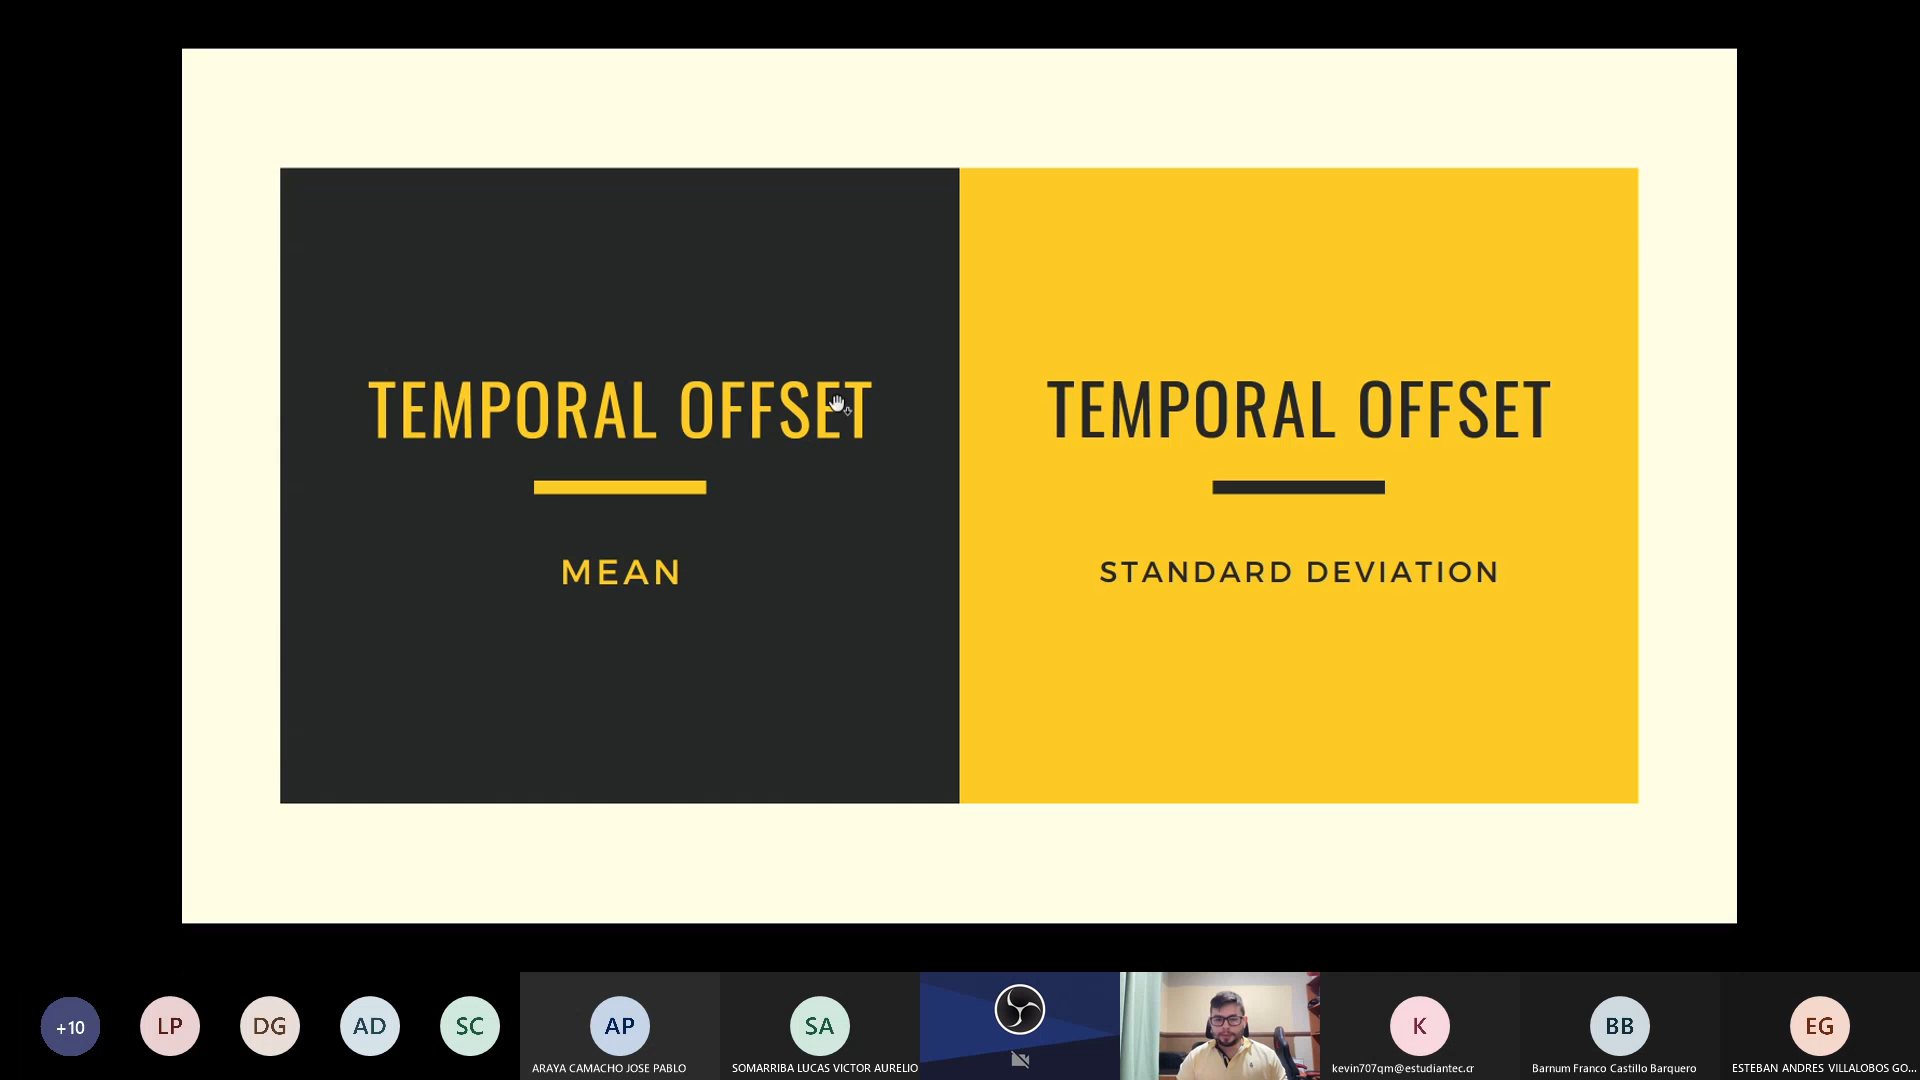 TEMPORAL OFFSET
MEAN
TEMPORAL OFFSET
STANDARD DEVIATION
+10
LP
DG
AD
SC
AP
ARAYA CAMACHO JOSE PABLO
SA
SOMARRIBA LUCAS VICTOR AURELIO
K
kevin707qm@estudiantec.cr
BB
Barnum Franco Castillo Barquero
EG
ESTEBAN ANDRES VILLALOBOS GO...